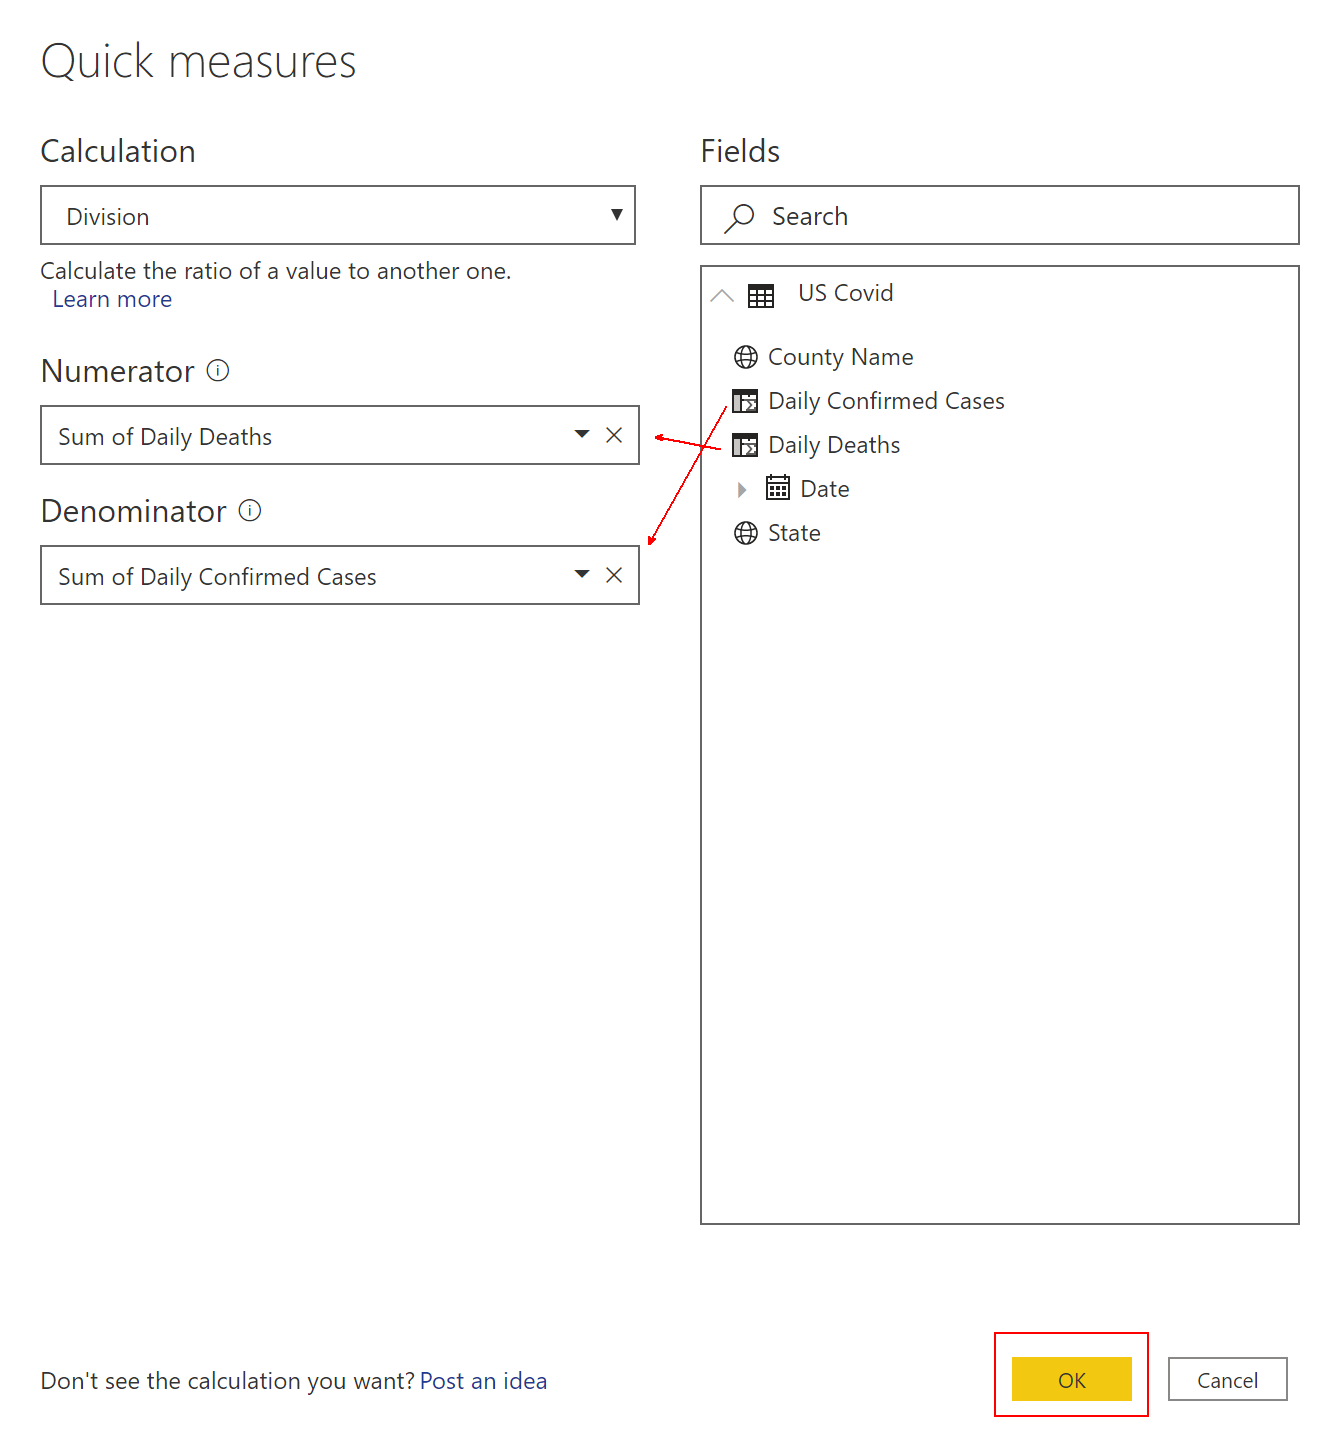 Quick measures
Calculation
Division
Calculate the ratio of a value to another one.
Learn more
Numerator
Sum of Daily Deaths
Denominator
Sum of Daily Confirmed Cases
Fields
Search
US Covid
County Name
Daily Confirmed Cases
Daily Deaths
Date
State
Don't see the calculation you want? Post an idea
OK
Cancel